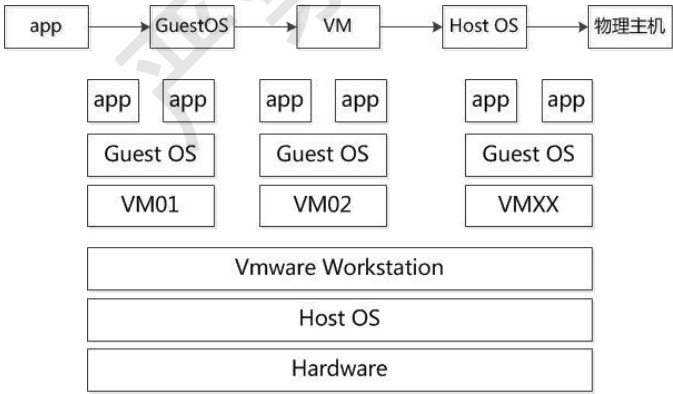 app GuestOS VM Host OS 物理主机
app app app app app app
Guest OS Guest OS Guest OS
VM01 VM02 VMXX
Vmware Workstation
Host OS
Hardware